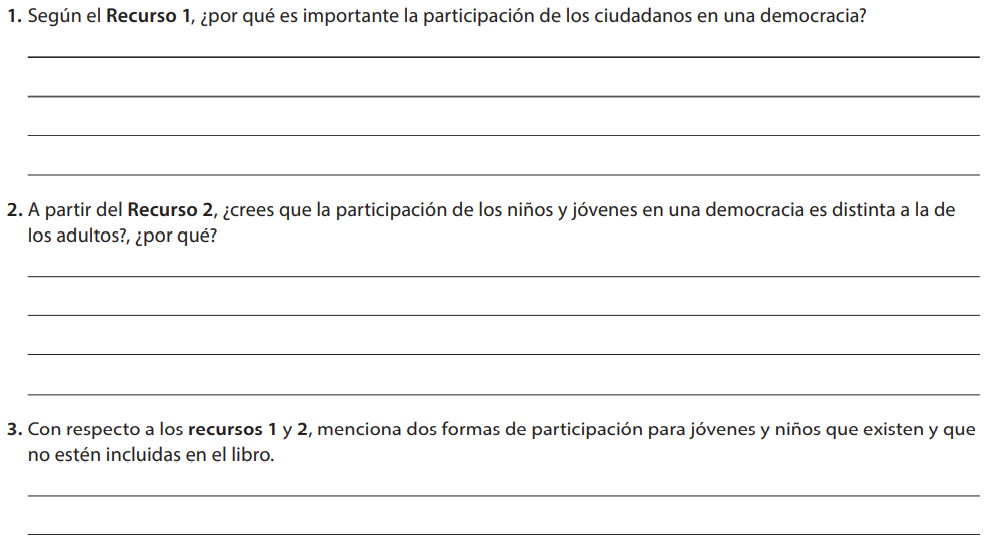 1. Según el Recurso 1, ¿por qué es importante la participación de los ciudadanos en una democracia?
2. A partir del Recurso 2, ¿crees que la participación de los niños y jóvenes en una democracia es distinta a la de
los adultos?, ¿por qué?
3. Con respecto a los recursos 1 y 2, menciona dos formas de participación para jóvenes y niños que existen y que
no estén incluidas en el libro.